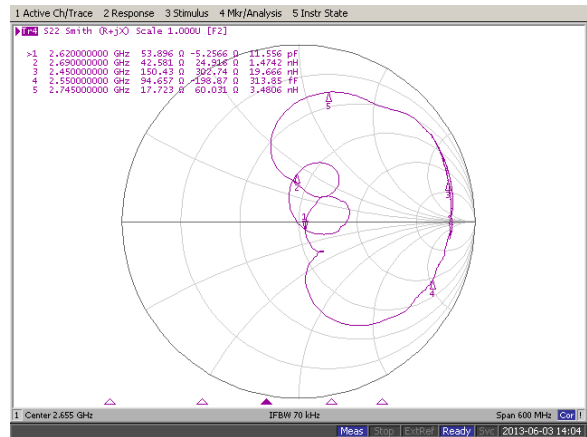 1 Active Ch/Trace 2 Response 3 Stimulus 4 Mkr/Analysis 5 Instr State
Tr4 S22 Smith (R+jX) Scale 1.000U [F2]
>1 2.620000000 GHz 53.896 Ω -5.2566 Ω 11.556 pF
2 2.690000000 GHz 42.581 Ω 24.916 Ω 1.4742 nH
3 2.450000000 GHz 150.43 Ω 302.74 Ω 19.666 nH
4 2.550000000 GHz 94.657 Ω -198.87 Ω 313.85 fF
5 2.745000000 GHz 17.723 Ω 60.031 Ω 3.4806 nH
5
2
3
1
4
1 Center 2.655 GHz IFBW 70 kHz Span 600 MHz Cor !
Meas Stop ExtRef Ready Svc 2013-06-03 14:04